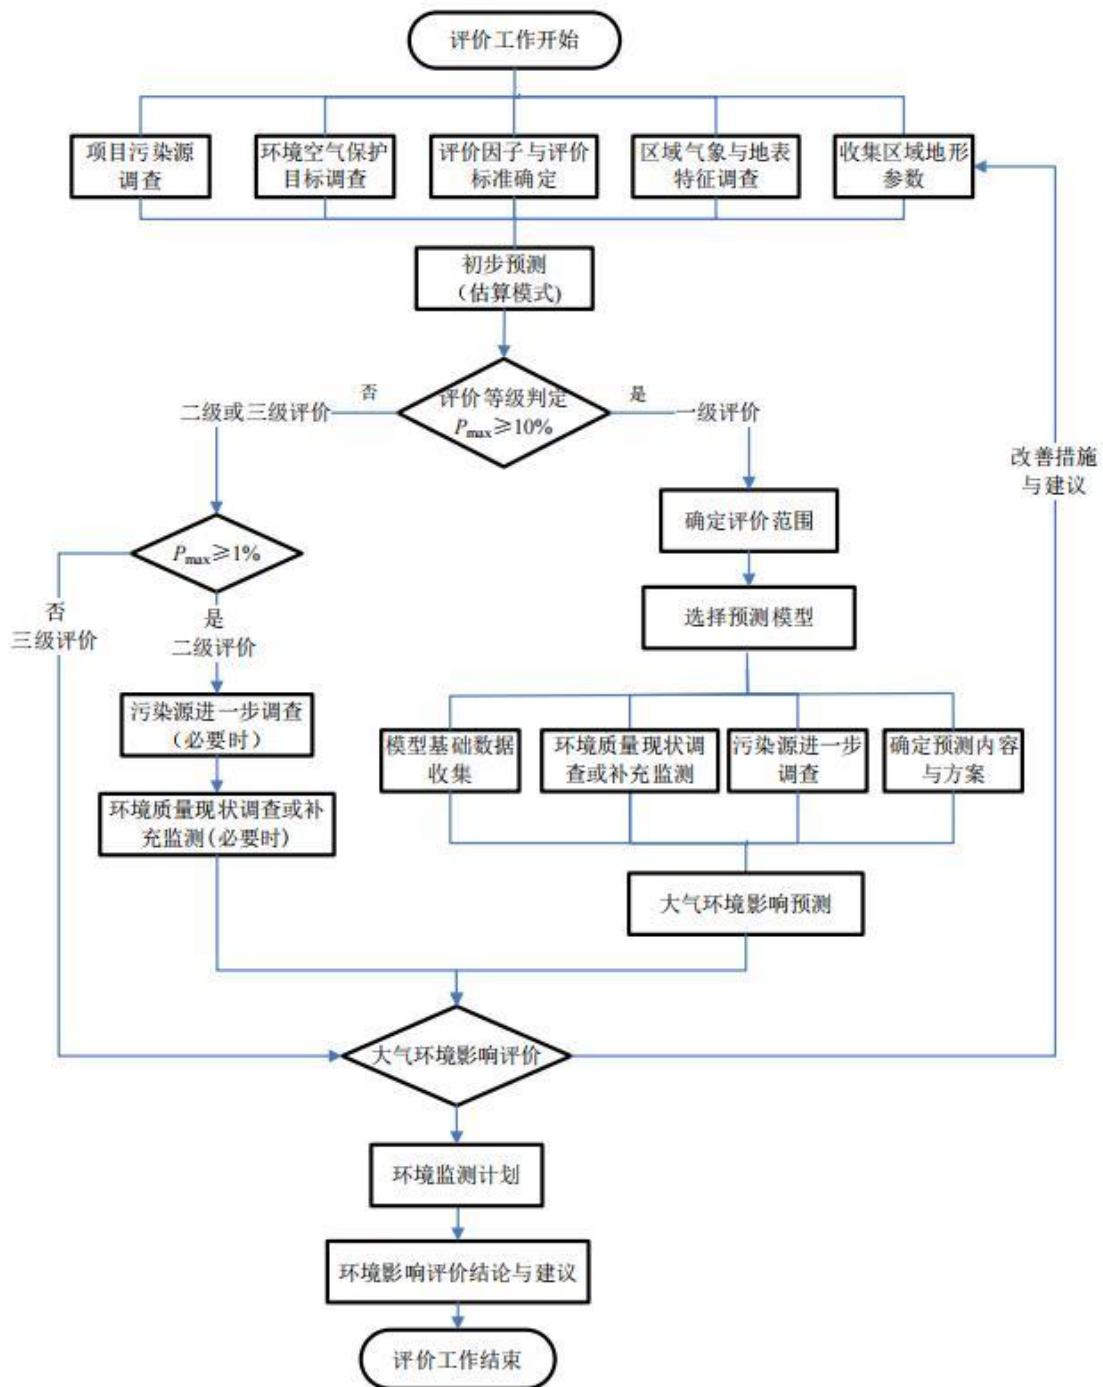 评价工作开始
项目污染源
调查
环境空气保护
目标调查
评价因子与评价
标准确定
区域气象与地表
特征调查
收集区域地形
参数
初步预测
（估算模式)
否
评价等级判定
Pmax≥10%
是
二级或三级评价
一级评价
改善措施
与建议
确定评价范围
Pmax≥1%
否
三级评价
是
二级评价
选择预测模型
污染源进一步调查
（必要时）
模型基础数据
收集
环境质量现状调
查或补充监测
污染源进一步
调查
确定预测内容
与方案
环境质量现状调查或补
充监测(必要时)
大气环境影响预测
大气环境影响评价
环境监测计划
环境影响评价结论与建议
评价工作结束